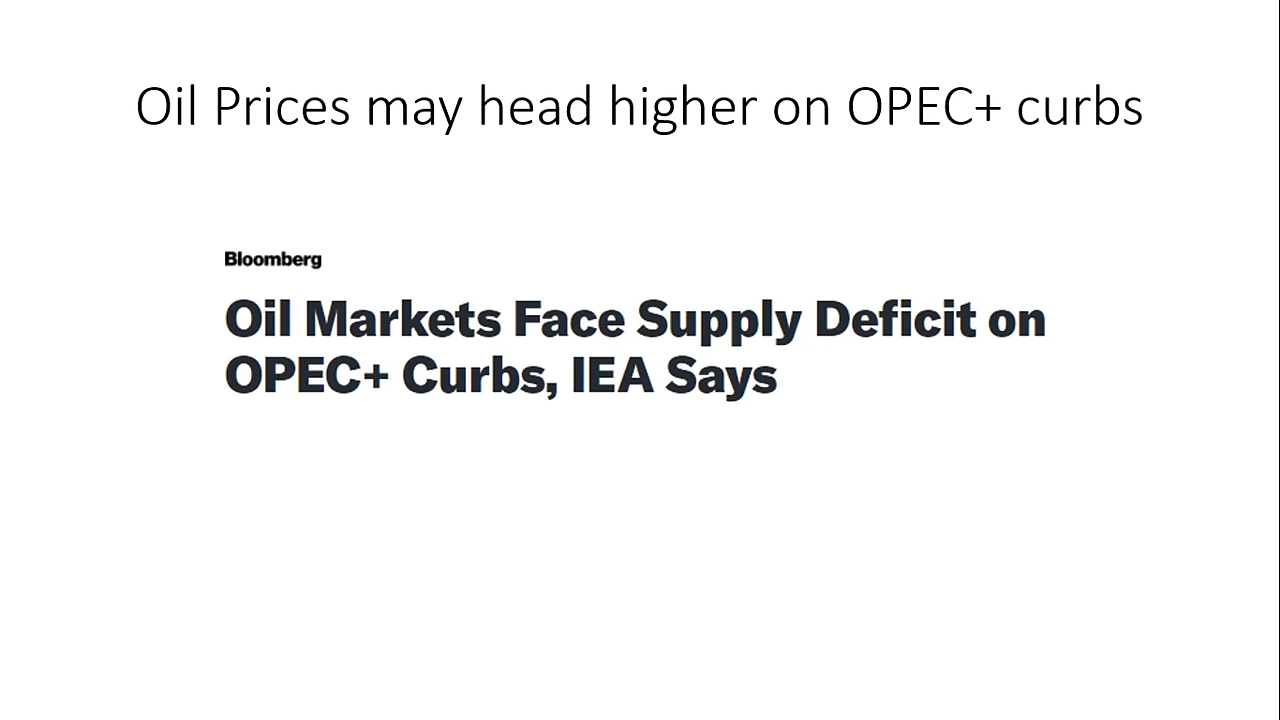 Oil Prices may head higher on OPEC+ curbs
Bloomberg
Oil Markets Face Supply Deficit on
OPEC+ Curbs, IEA Says